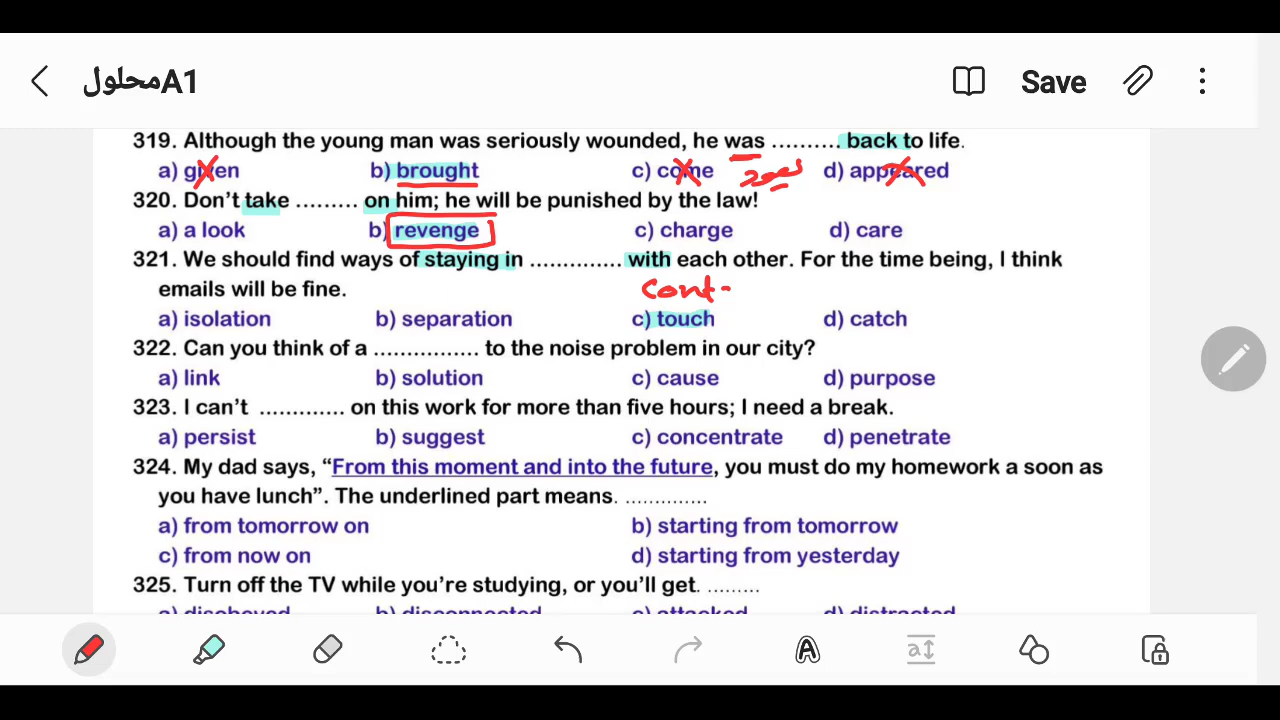 محلولA1
Save
319. Although the young man was seriously wounded, he was .......... back to life.
a) given b) brought c) come d) appeared
320. Don't take ......... on him; he will be punished by the law!
a) a look b) revenge c) charge d) care
321. We should find ways of staying in .............. with each other. For the time being, I think
emails will be fine.
cont-
a) isolation b) separation c) touch d) catch
322. Can you think of a ................ to the noise problem in our city?
a) link b) solution c) cause d) purpose
323. I can't ............. on this work for more than five hours; I need a break.
a) persist b) suggest c) concentrate d) penetrate
324. My dad says, “From this moment and into the future, you must do my homework a soon as
you have lunch”. The underlined part means. ............
a) from tomorrow on b) starting from tomorrow
c) from now on d) starting from yesterday
325. Turn off the TV while you're studying, or you'll get. .........
a) disobeyed b) disconnected c) attacked d) distracted